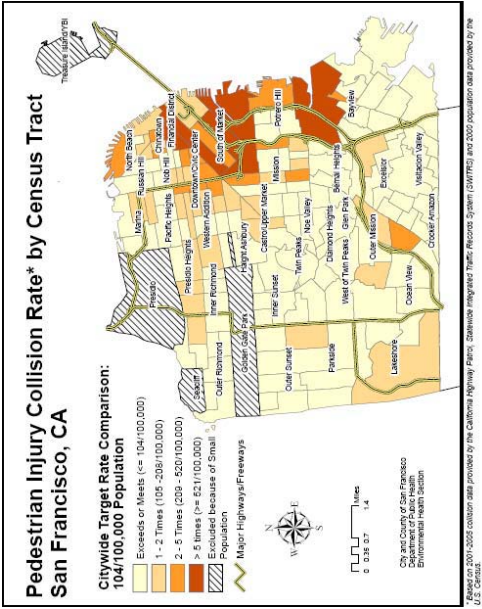 Pedestrian Injury Collision Rate* by Census Tract
San Francisco, CA
Citywide Target Rate Comparison:
104/100,000 Population
Exceeds or Meets (<= 104/100,000)
1 - 2 Times (105 -208/100,000)
2 - 5 Times (209 - 520/100,000)
> 5 times (>= 521/100,000)
Excluded because of Small
Population
Major Highways/Freeways
N
W
E
S
Miles
0 0.35 0.7 1.4
City and County of San Francisco
Department of Public Health
Environmental Health Section
Treasure Island/YBI
North Beach
Chinatown
Financial District
Russian Hill
Nob Hill
Downtown/Civic Center
South of Market
Marina
Pacific Heights
Western Addition
Presidio
Presidio Heights
Seacliff
Outer Richmond
Inner Richmond
Golden Gate Park
Haight Ashbury
Castro/Upper Market
Mission
Potrero Hill
Outer Sunset
Inner Sunset
Twin Peaks
Noe Valley
Bernal Heights
Bayview
Parkside
West of Twin Peaks
Diamond Heights
Glen Park
Outer Mission
Excelsior
Visitacion Valley
Lakeshore
Ocean View
Crocker Amazon
* Based on 2001-2005 collision data provided by the California Highway Patrol, Statewide Integrated Traffic Records System (SWITRS) and 2000 population data provided by the
U.S. Census.